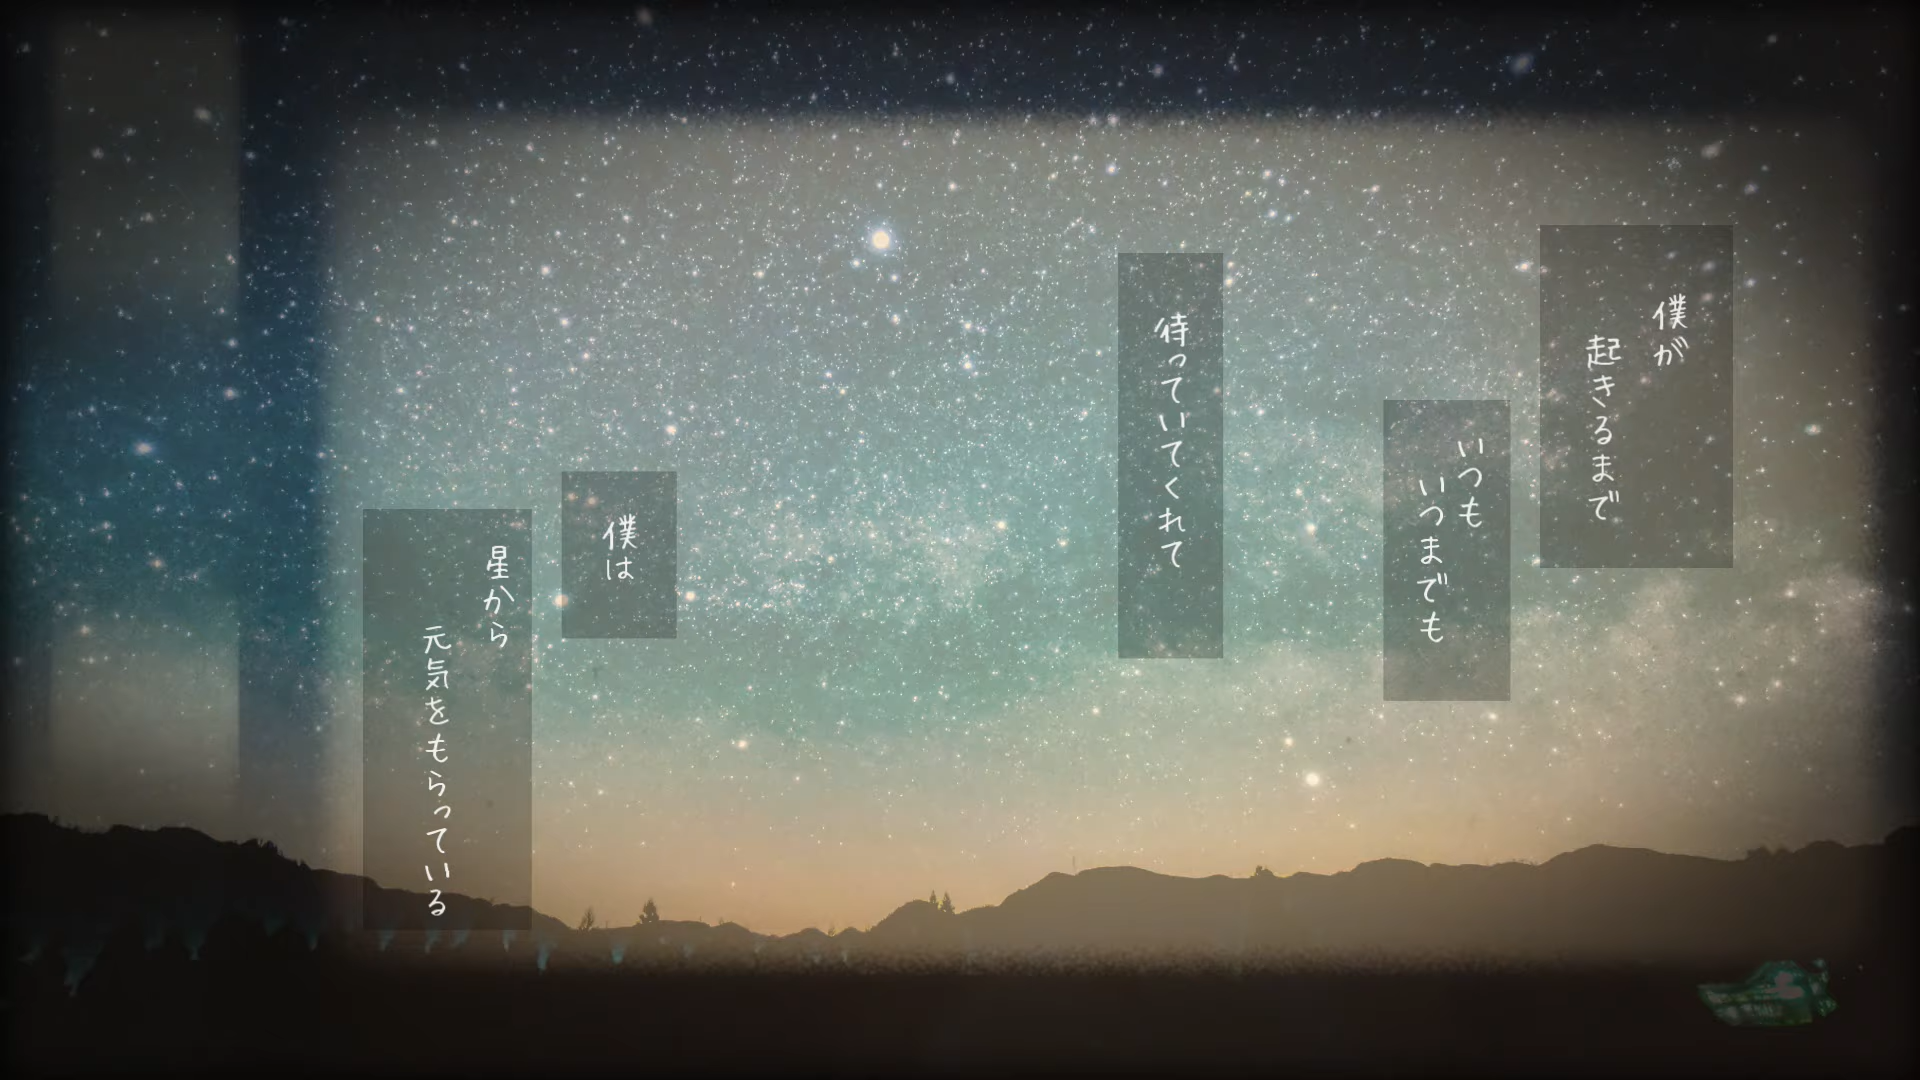 僕が
起きるまで
いつも
いつまでも
待っていてくれて
僕は
星から
元気をもらっている